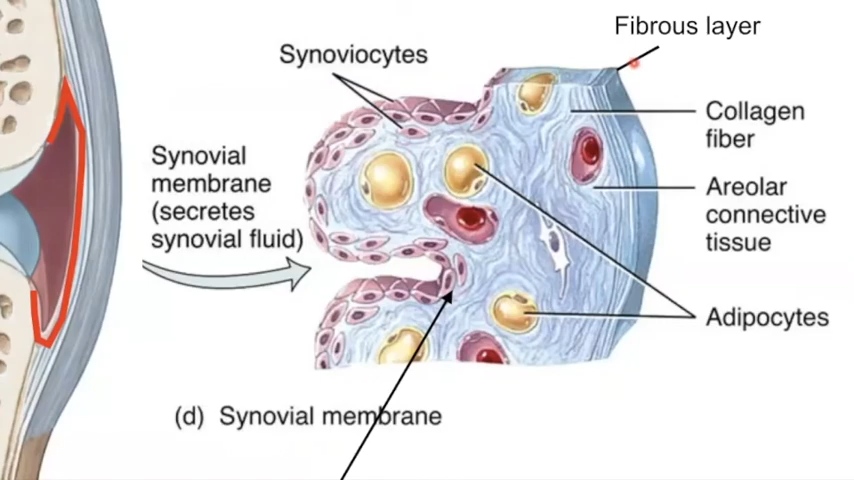 Fibrous layer
Synoviocytes
Collagen
fiber
Synovial
membrane
(secretes
synovial fluid)
Areolar
connective
tissue
Adipocytes
(d) Synovial membrane